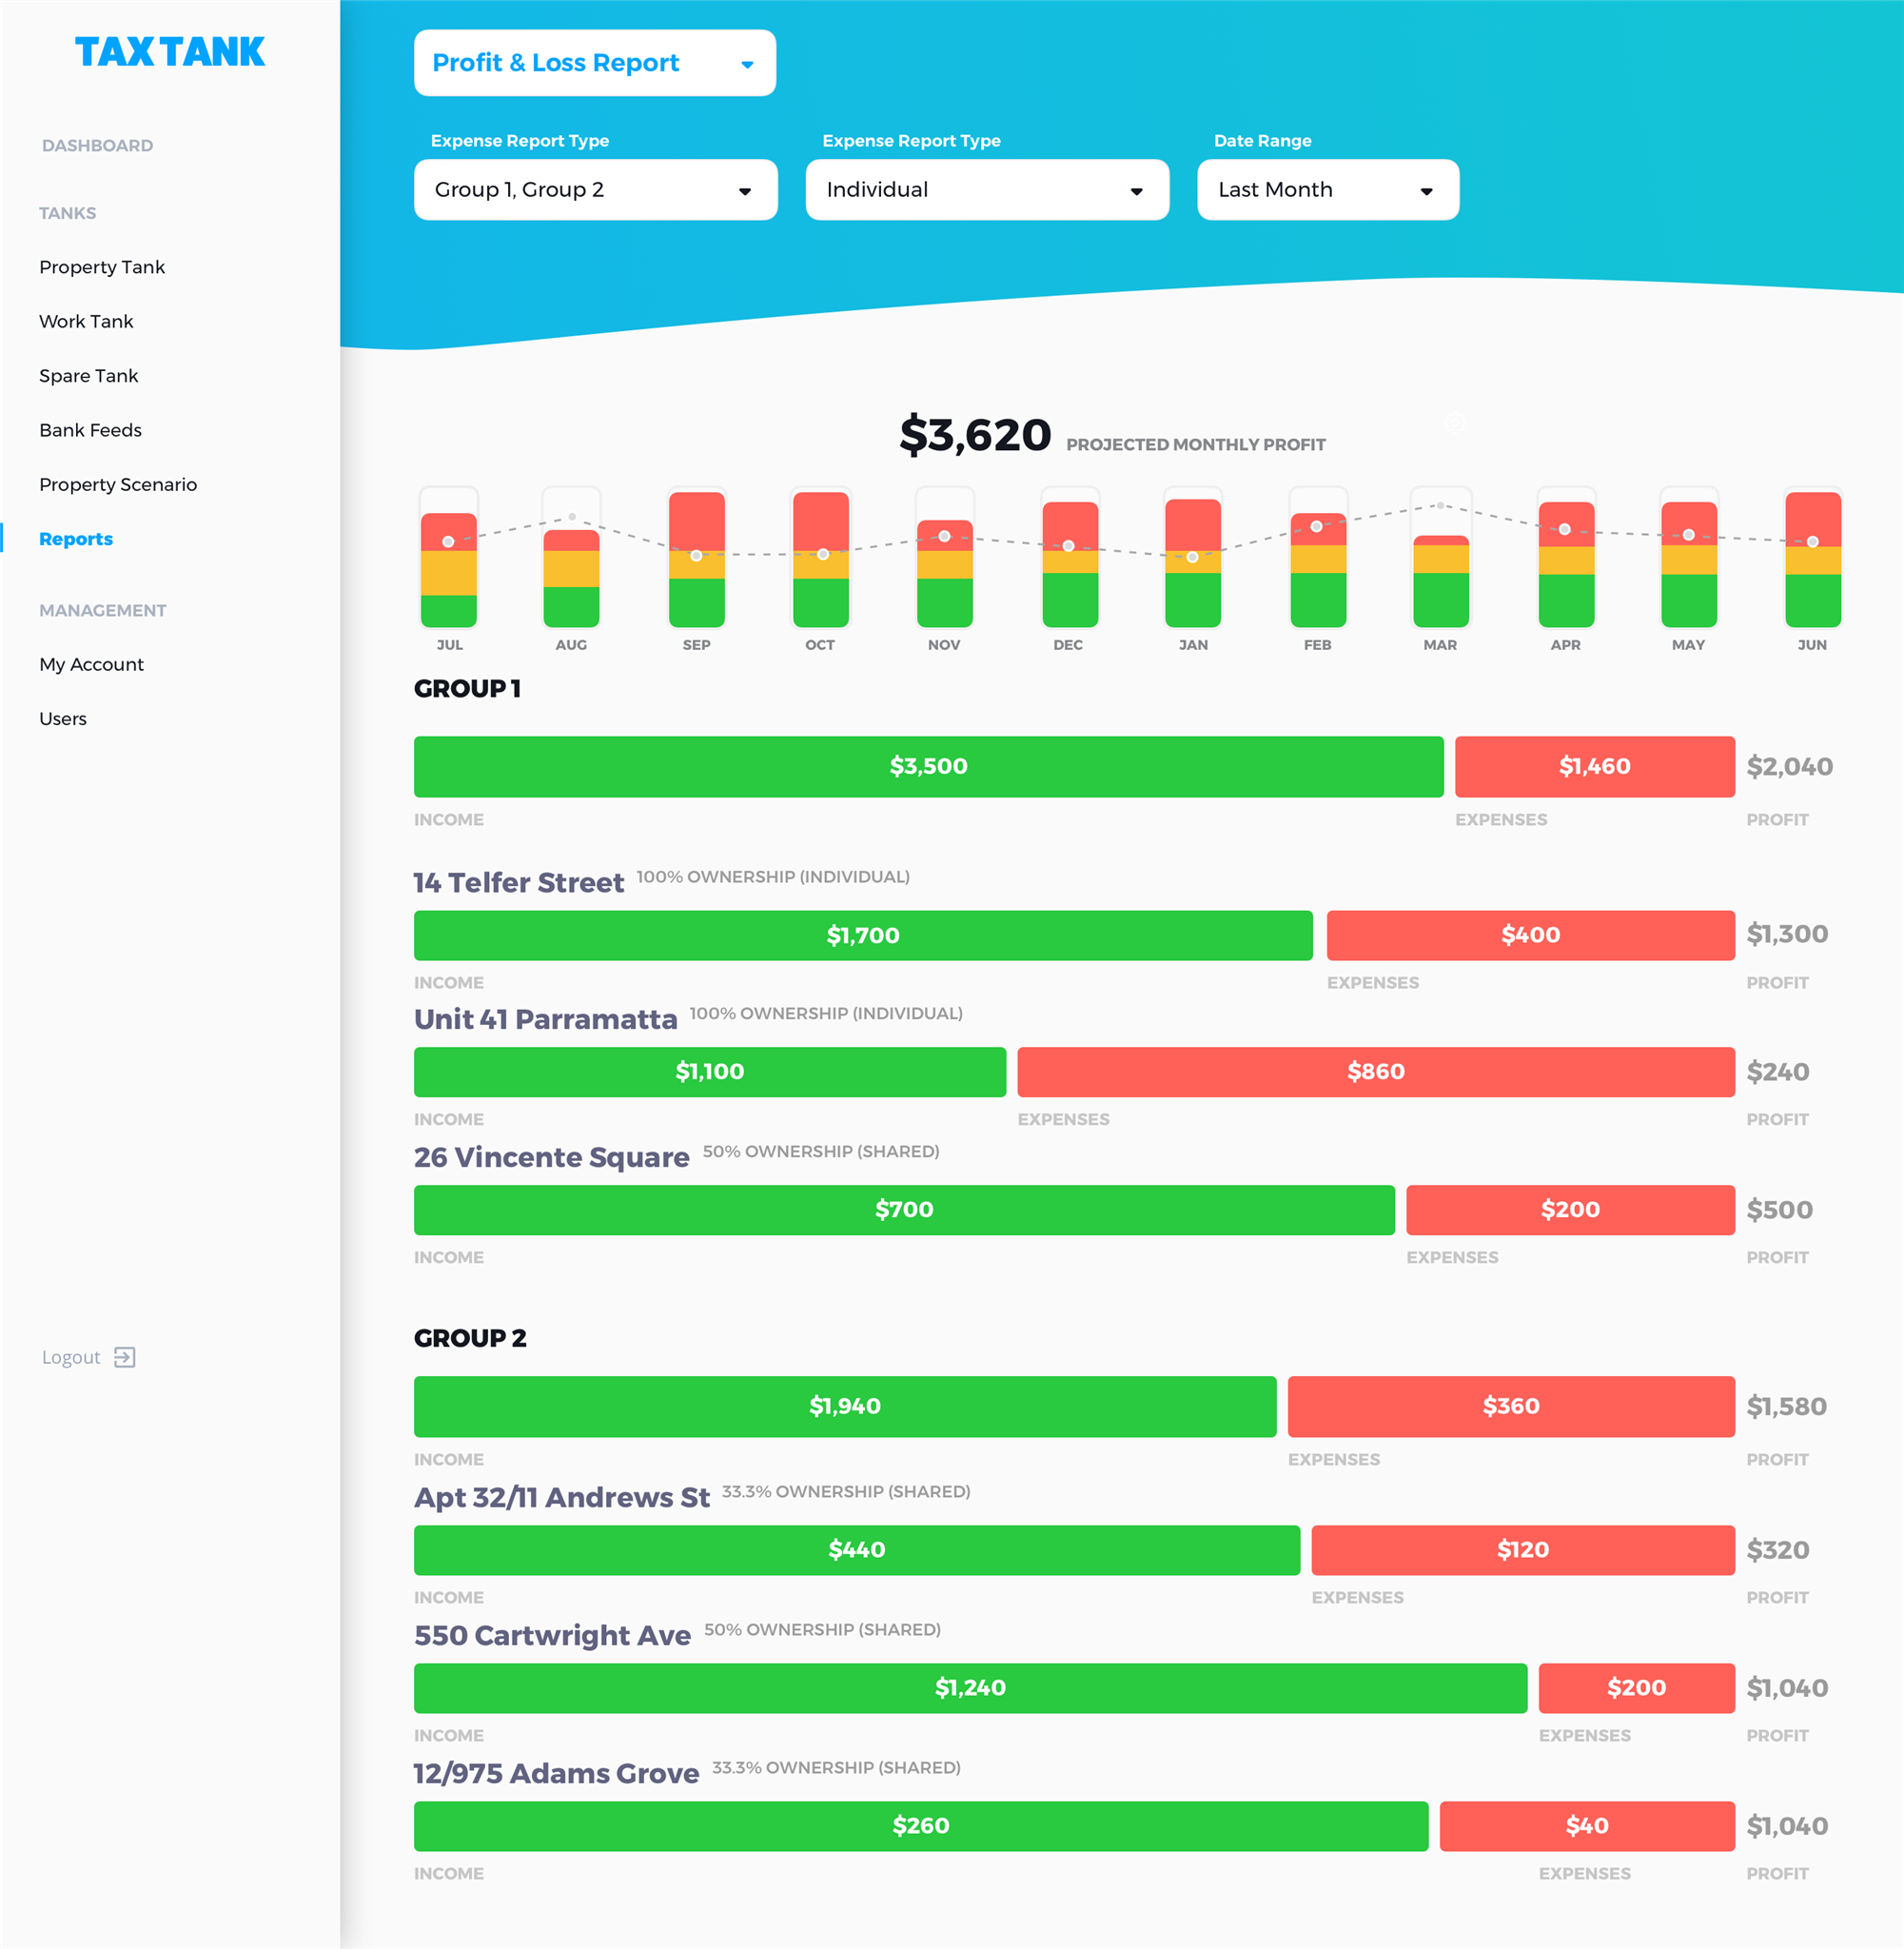 TAXTANK
DASHBOARD
TANKS
Property Tank
Work Tank
Spare Tank
Bank Feeds
Property Scenario
Reports
MANAGEMENT
My Account
Users
Logout
Profit & Loss Report
Expense Report Type
Expense Report Type
Date Range
Group 1, Group 2
Individual
Last Month
$3,620 PROJECTED MONTHLY PROFIT
JUL AUG SEP OCT NOV DEC JAN FEB MAR APR MAY JUN
GROUP 1
$3,500 $1,460 $2,040
INCOME EXPENSES PROFIT
14 Telfer Street 100% OWNERSHIP (INDIVIDUAL)
$1,700 $400 $1,300
INCOME EXPENSES PROFIT
Unit 41 Parramatta 100% OWNERSHIP (INDIVIDUAL)
$1,100 $860 $240
INCOME EXPENSES PROFIT
26 Vincente Square 50% OWNERSHIP (SHARED)
$700 $200 $500
INCOME EXPENSES PROFIT
GROUP 2
$1,940 $360 $1,580
INCOME EXPENSES PROFIT
Apt 32/11 Andrews St 33.3% OWNERSHIP (SHARED)
$440 $120 $320
INCOME EXPENSES PROFIT
550 Cartwright Ave 50% OWNERSHIP (SHARED)
$1,240 $200 $1,040
INCOME EXPENSES PROFIT
12/975 Adams Grove 33.3% OWNERSHIP (SHARED)
$260 $40 $1,040
INCOME EXPENSES PROFIT